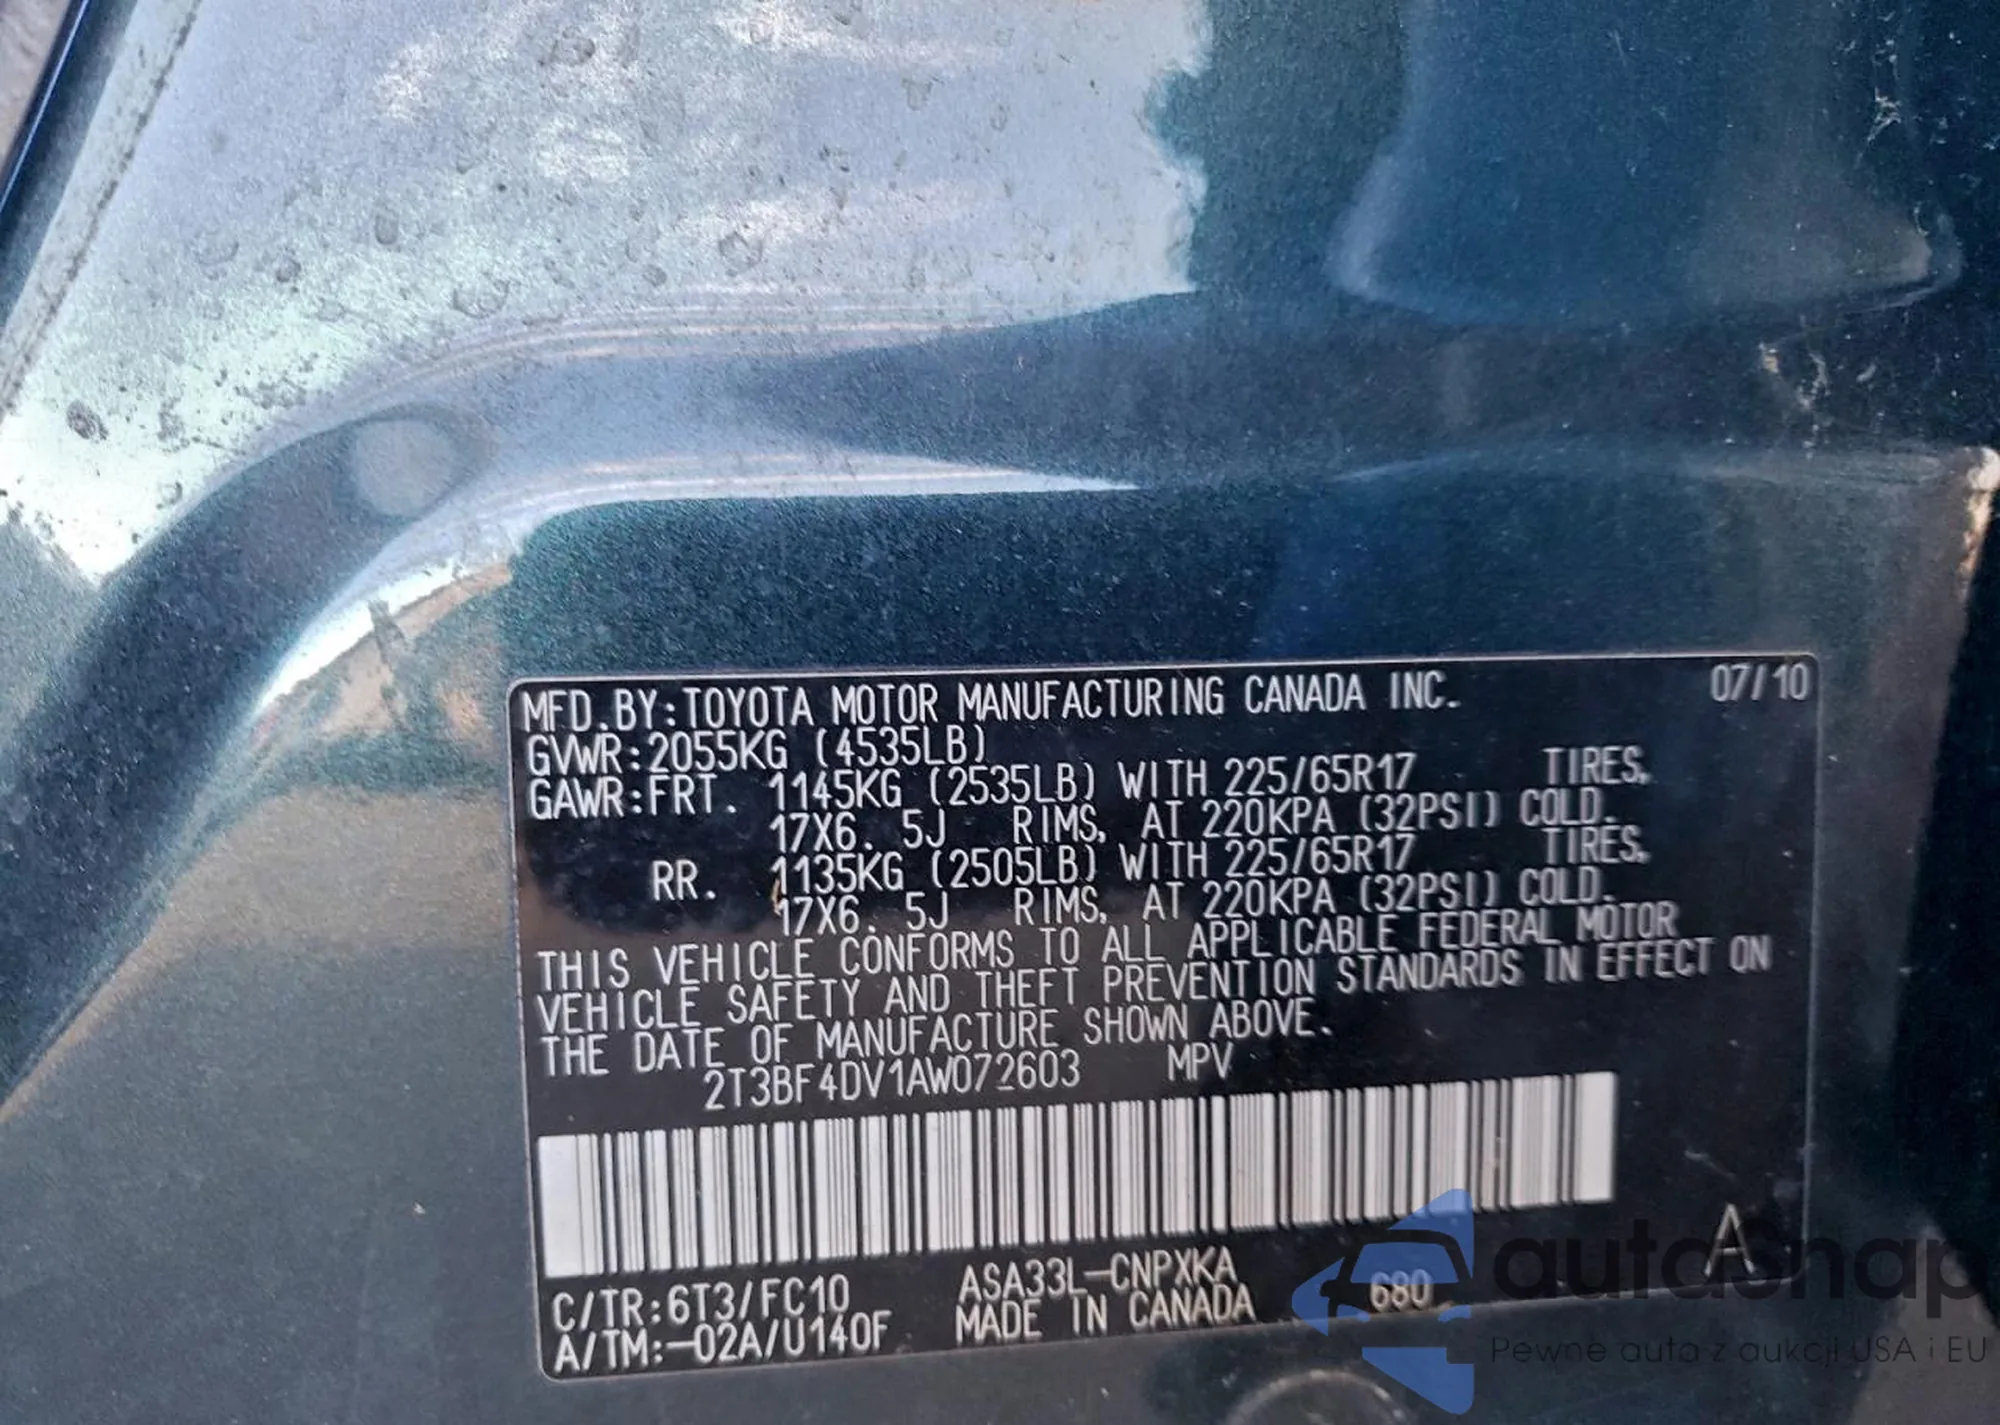 MFD.BY:TOYOTA MOTOR MANUFACTURING CANADA INC. 07/10
GVWR:2055KG (4535LB)
GAWR:FRT. 1145KG (2535LB) WITH 225/65R17 TIRES,
17X6. 5J RIMS, AT 220KPA (32PSI) COLD.
RR. 1135KG (2505LB) WITH 225/65R17 TIRES,
17X6. 5J RIMS, AT 220KPA (32PSI) COLD.
THIS VEHICLE CONFORMS TO ALL APPLICABLE FEDERAL MOTOR
VEHICLE SAFETY AND THEFT PREVENTION STANDARDS IN EFFECT ON
THE DATE OF MANUFACTURE SHOWN ABOVE.
2T3BF4DV1AW072603 MPV
A
C/TR:6T3/FC10 ASA33L-CNPXKA 680
A/TM:-02A/U140F MADE IN CANADA
autosnap
Pewne auta z aukcji USA i EU